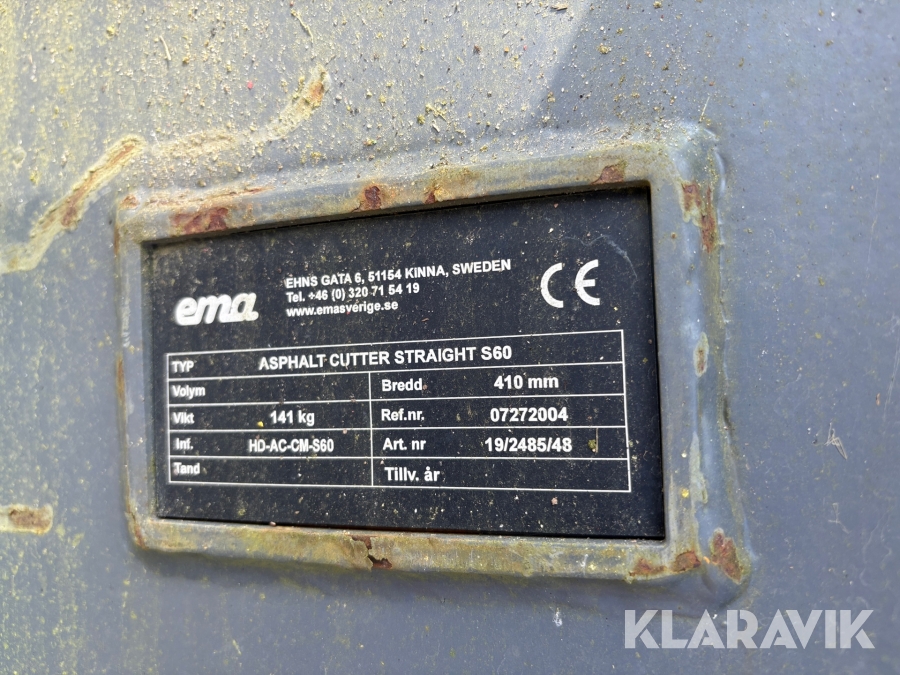 ema
EHNS GATA 6, 51154 KINNA, SWEDEN
Tel. +46 (0) 320 71 54 19
www.emasverige.se
CE
TYP ASPHALT CUTTER STRAIGHT S60
Volym Bredd 410 mm
Vikt 141 kg Ref.nr. 07272004
Inf. HD-AC-CM-S60 Art. nr 19/2485/48
Tand Tillv. år
KLARAVIK